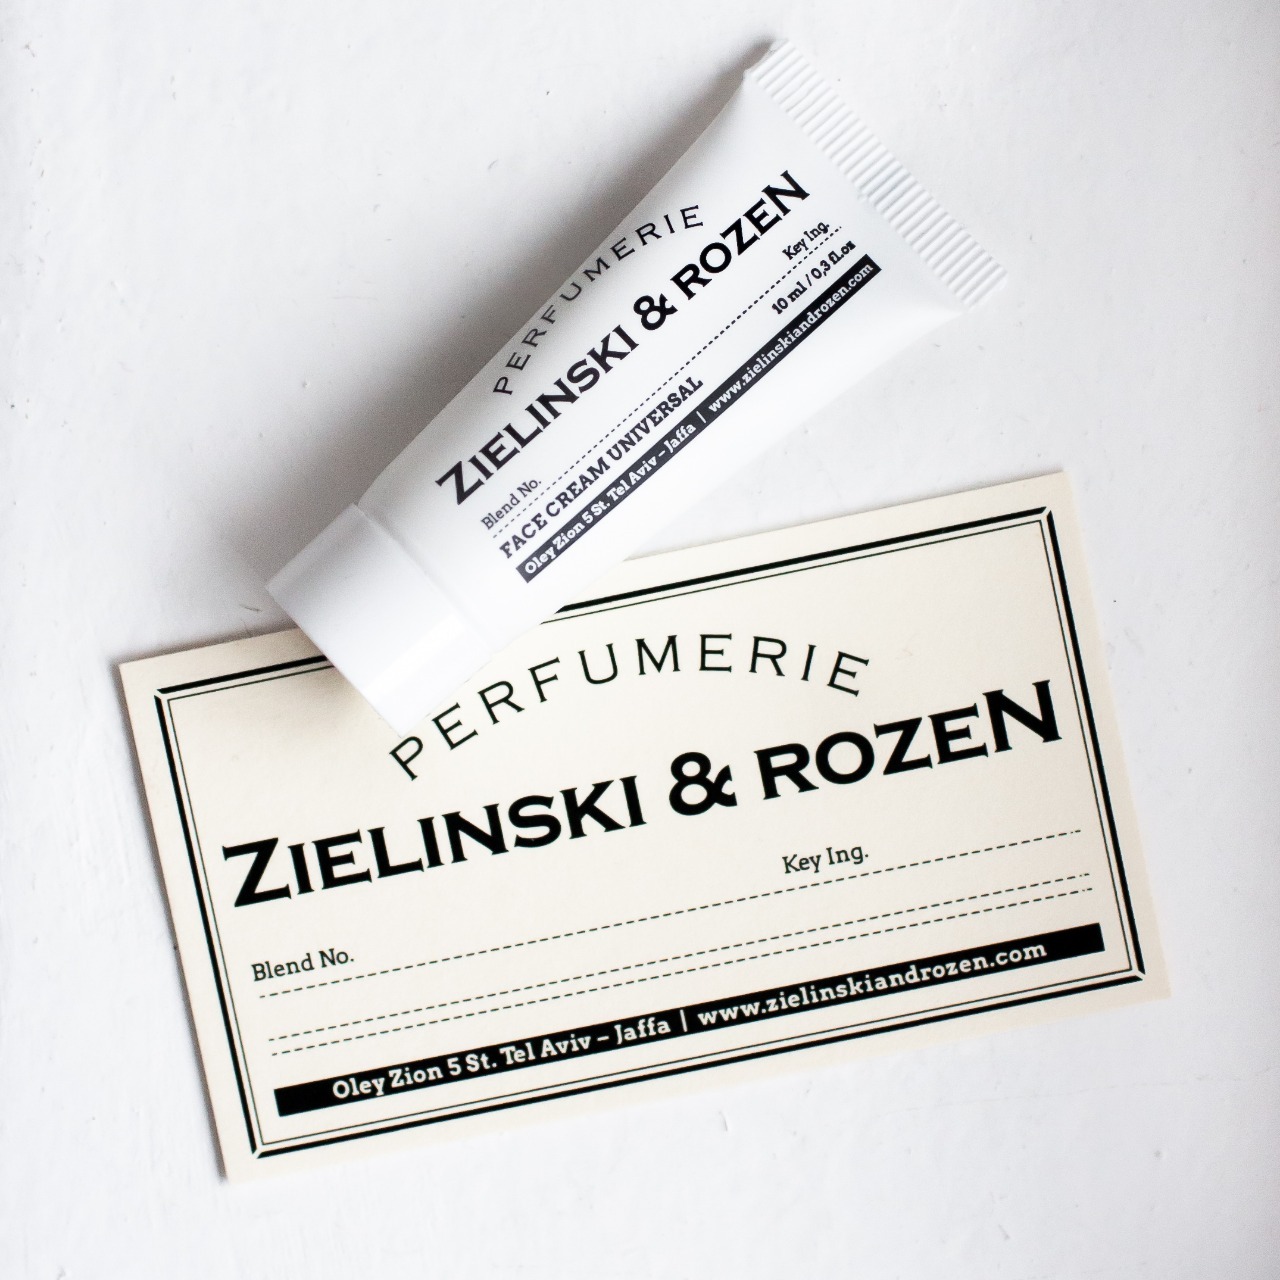 PERFUMERIE
ZIELINSKI & ROZEN
Blend No. Key Ing.
FACE CREAM UNIVERSAL 10 ml / 0,3 fl.oz
Oley Zion 5 St. Tel Aviv – Jaffa | www.zielinskiandrozen.com
PERFUMERIE
ZIELINSKI & ROZEN
Blend No. Key Ing.
Oley Zion 5 St. Tel Aviv – Jaffa | www.zielinskiandrozen.com